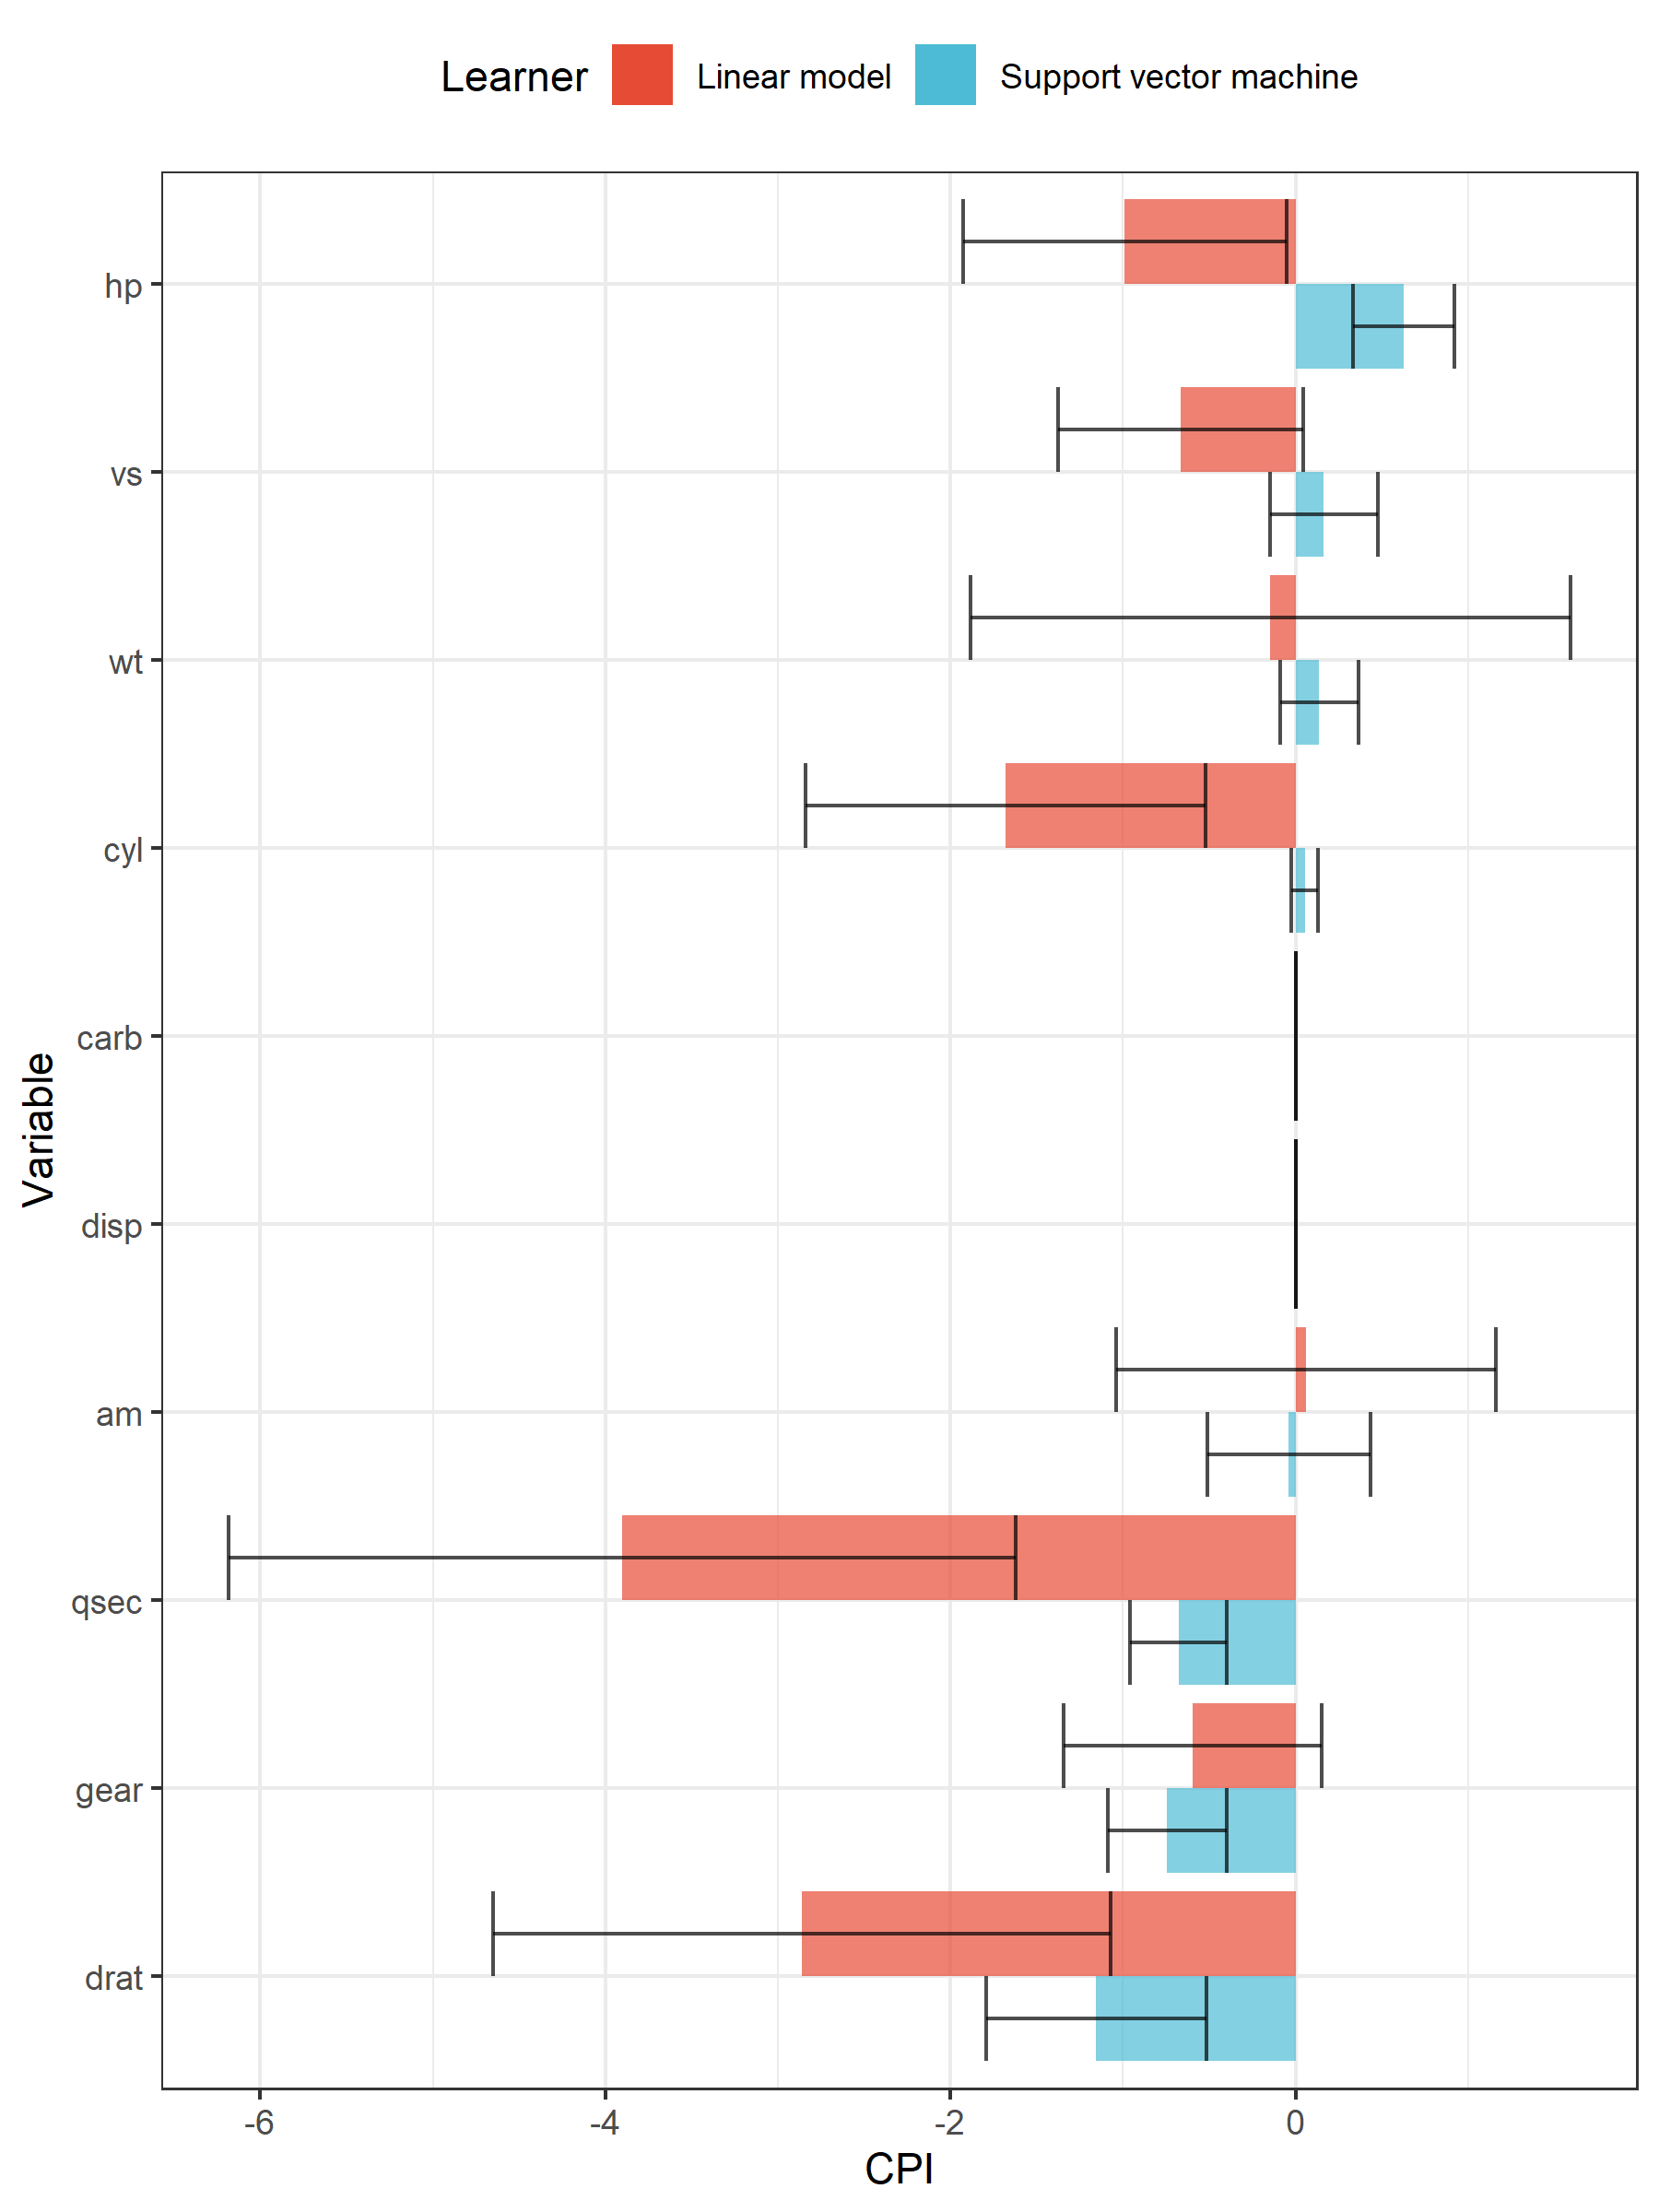 Learner Linear model Support vector machine
hp
vs
wt
cyl
carb
disp
am
qsec
gear
drat
Variable
-6 -4 -2 0
CPI